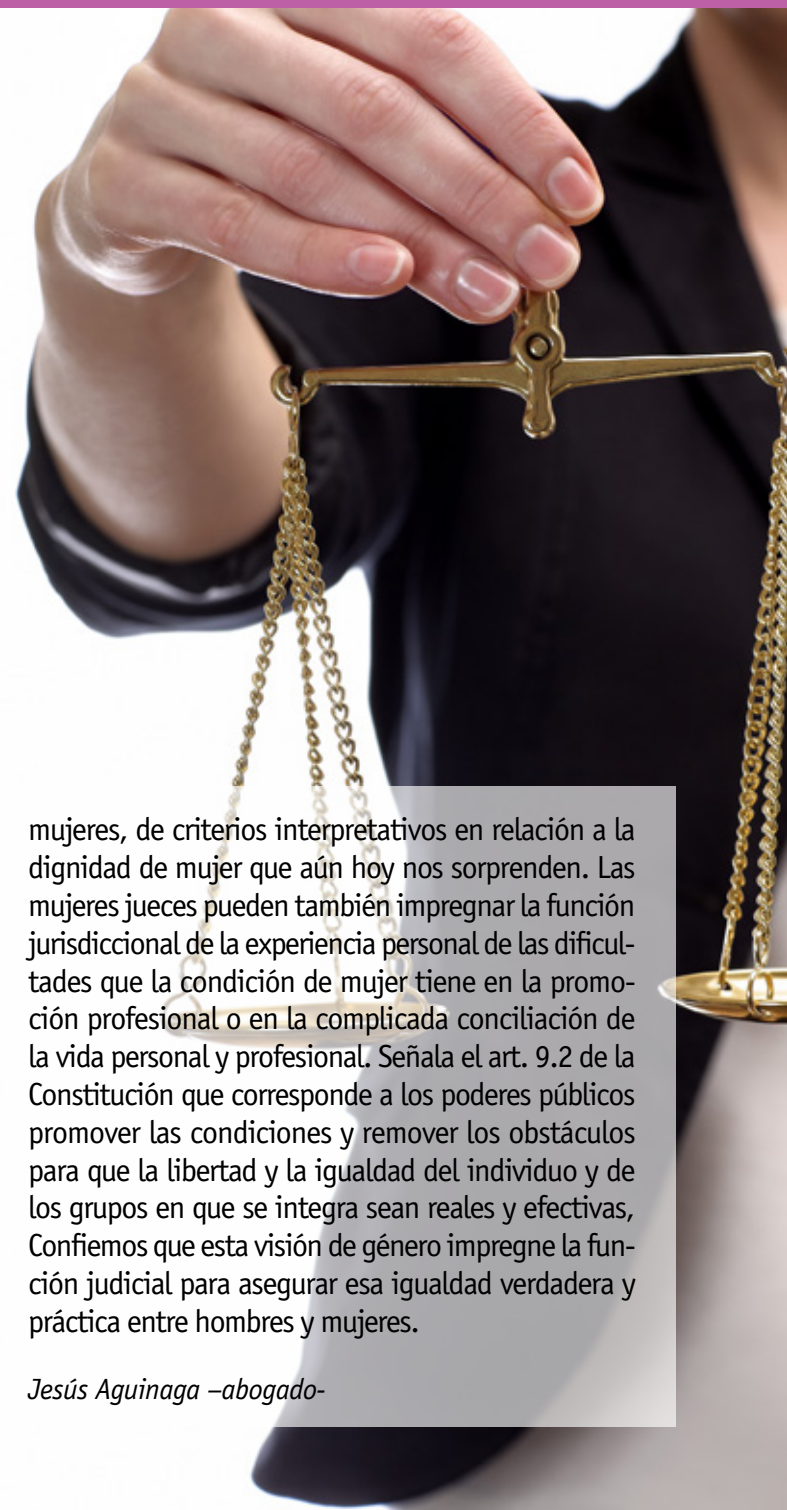 mujeres, de criterios interpretativos en relación a la
dignidad de mujer que aún hoy nos sorprenden. Las
mujeres jueces pueden también impregnar la función
jurisdiccional de la experiencia personal de las dificul-
tades que la condición de mujer tiene en la promo-
ción profesional o en la complicada conciliación de
la vida personal y profesional. Señala el art. 9.2 de la
Constitución que corresponde a los poderes públicos
promover las condiciones y remover los obstáculos
para que la libertad y la igualdad del individuo y de
los grupos en que se integra sean reales y efectivas,
Confiemos que esta visión de género impregne la fun-
ción judicial para asegurar esa igualdad verdadera y
práctica entre hombres y mujeres.
Jesús Aguinaga –abogado-